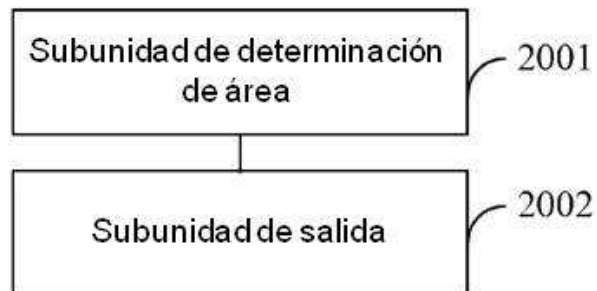 Subunidad de determinación
de área
2001
Subunidad de salida
2002